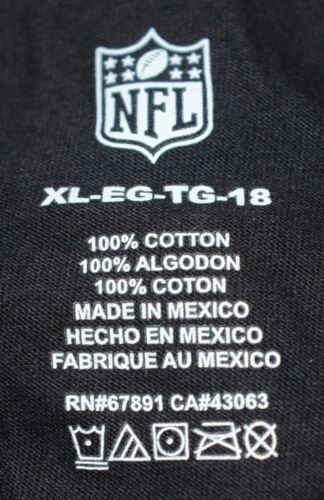 NFL
XL-EG-TG-18
100% COTTON
100% ALGODON
100% COTON
MADE IN MEXICO
HECHO EN MEXICO
FABRIQUE AU MEXICO
RN#67891 CA#43063